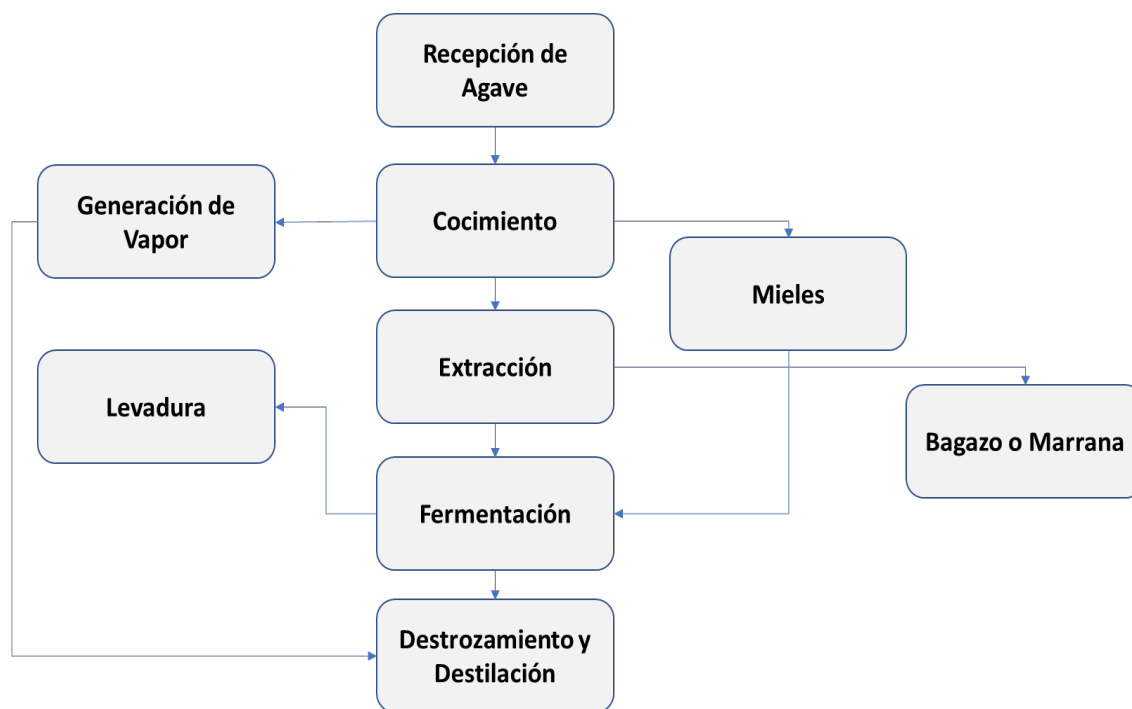 Recepción de
Agave
Generación de
Vapor
Cocimiento
Mieles
Extracción
Levadura
Bagazo o Marrana
Fermentación
Destrozamiento y
Destilación